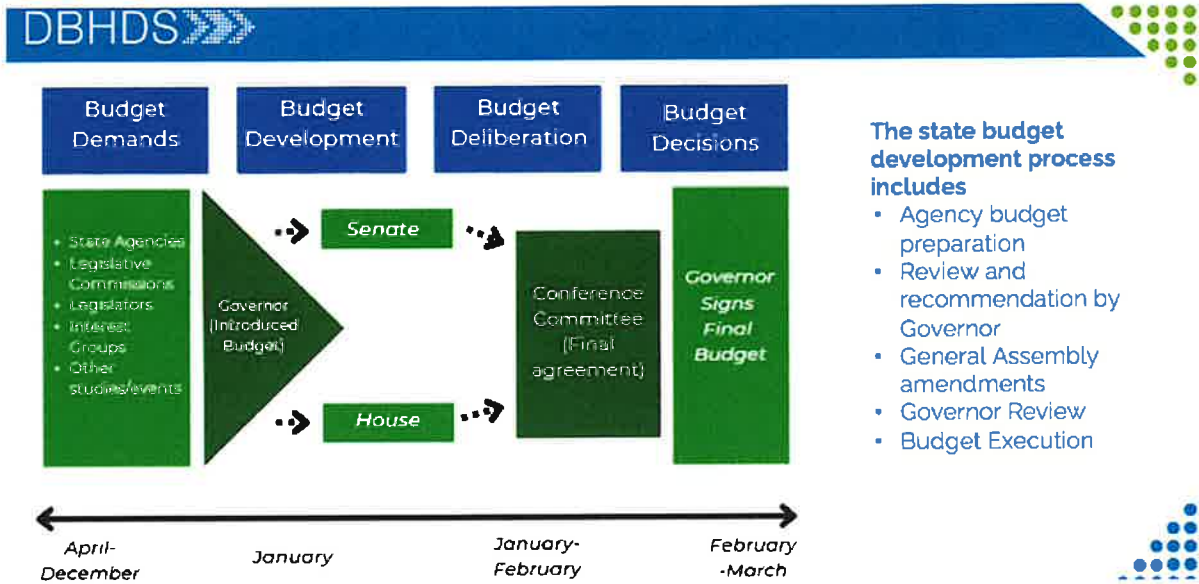 DBHDS
Budget
Demands
Budget
Development
Budget
Deliberation
Budget
Decisions
• State Agencies
• Legislative
Commissions
• Legislators
• Interest
Groups
• Other
studies/events
Governor
(Introduced
Budget)
Senate
House
Conference
Committee
(Final
agreement)
Governor
Signs
Final
Budget
April-
December
January
January-
February
February
-March
The state budget
development process
includes
• Agency budget
preparation
• Review and
recommendation by
Governor
• General Assembly
amendments
• Governor Review
• Budget Execution